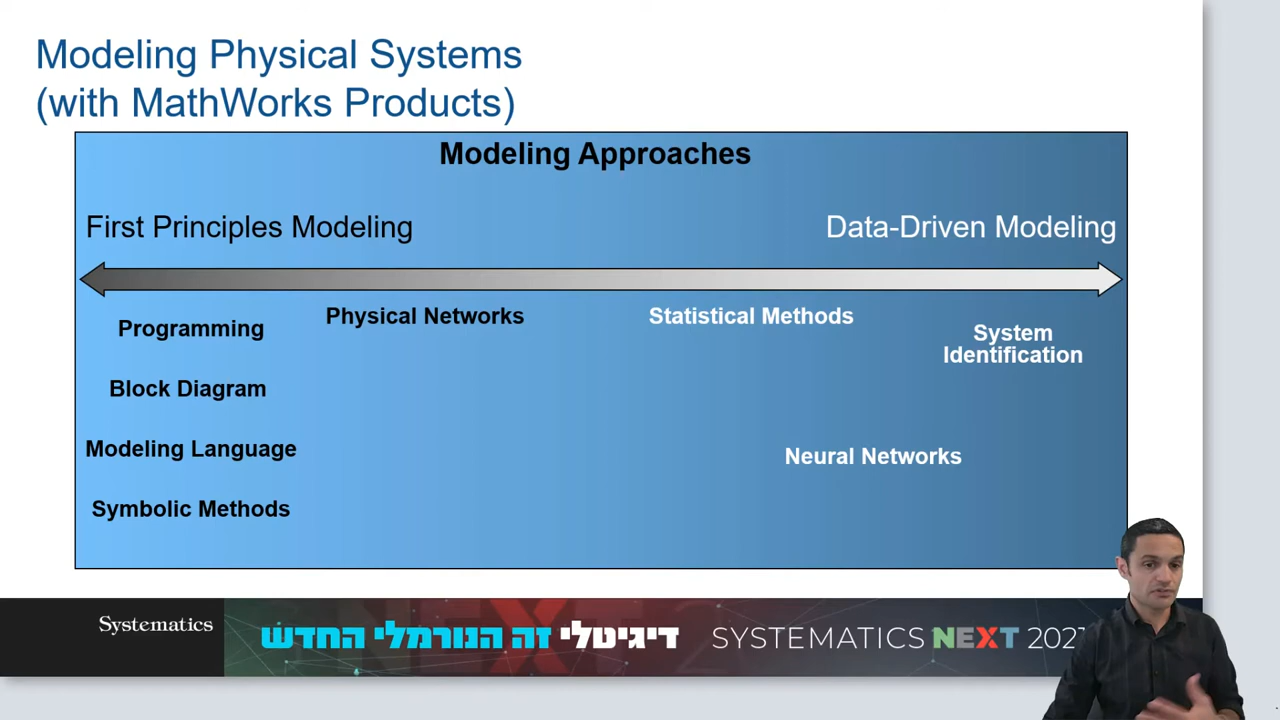 Modeling Physical Systems
(with MathWorks Products)
Modeling Approaches
First Principles Modeling
Data-Driven Modeling
Programming
Physical Networks
Statistical Methods
System
Identification
Block Diagram
Modeling Language
Neural Networks
Symbolic Methods
Systematics
דיגיטלי זה הנורמלי החדש
SYSTEMATICS NEXT 2021